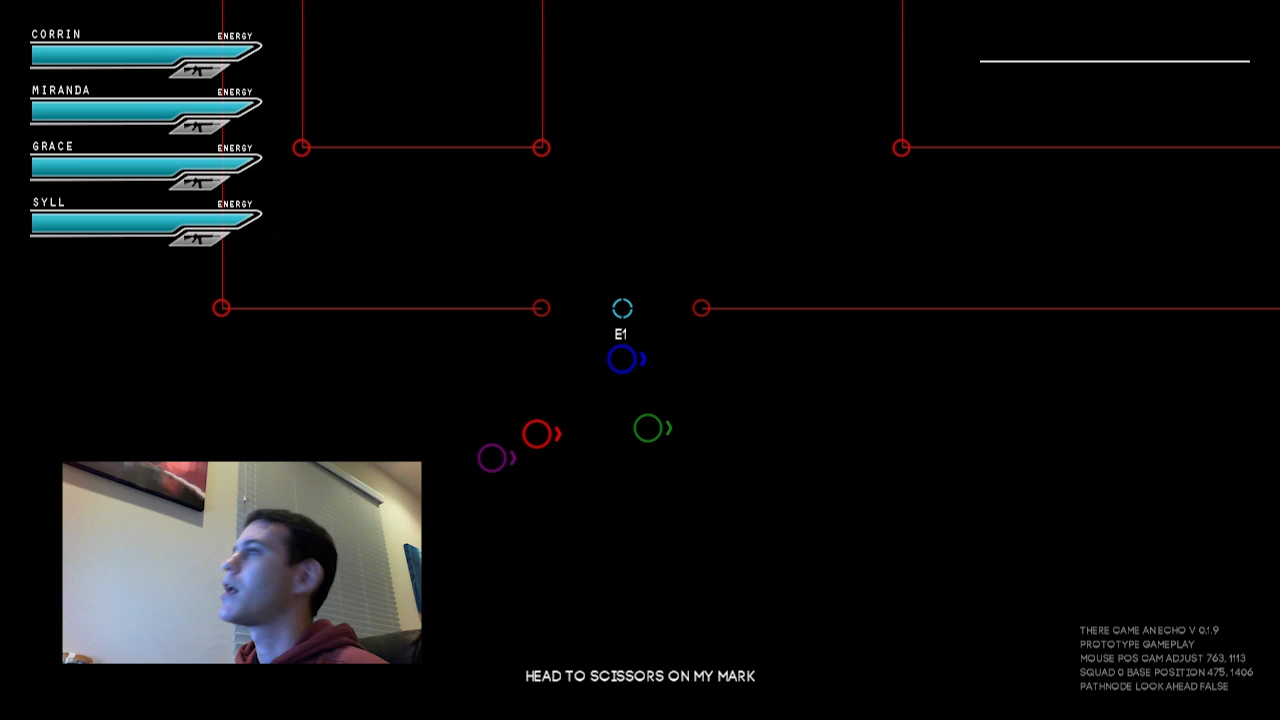 CORRIN
ENERGY
MIRANDA
ENERGY
GRACE
ENERGY
SYLL
ENERGY
E1
HEAD TO SCISSORS ON MY MARK
THERE CAME AN ECHO V 0.1.9
PROTOTYPE GAMEPLAY
MOUSE POS CAM ADJUST 763, 1113
SQUAD 0 BASE POSITION 475, 1406
PATHNODE LOOK AHEAD FALSE